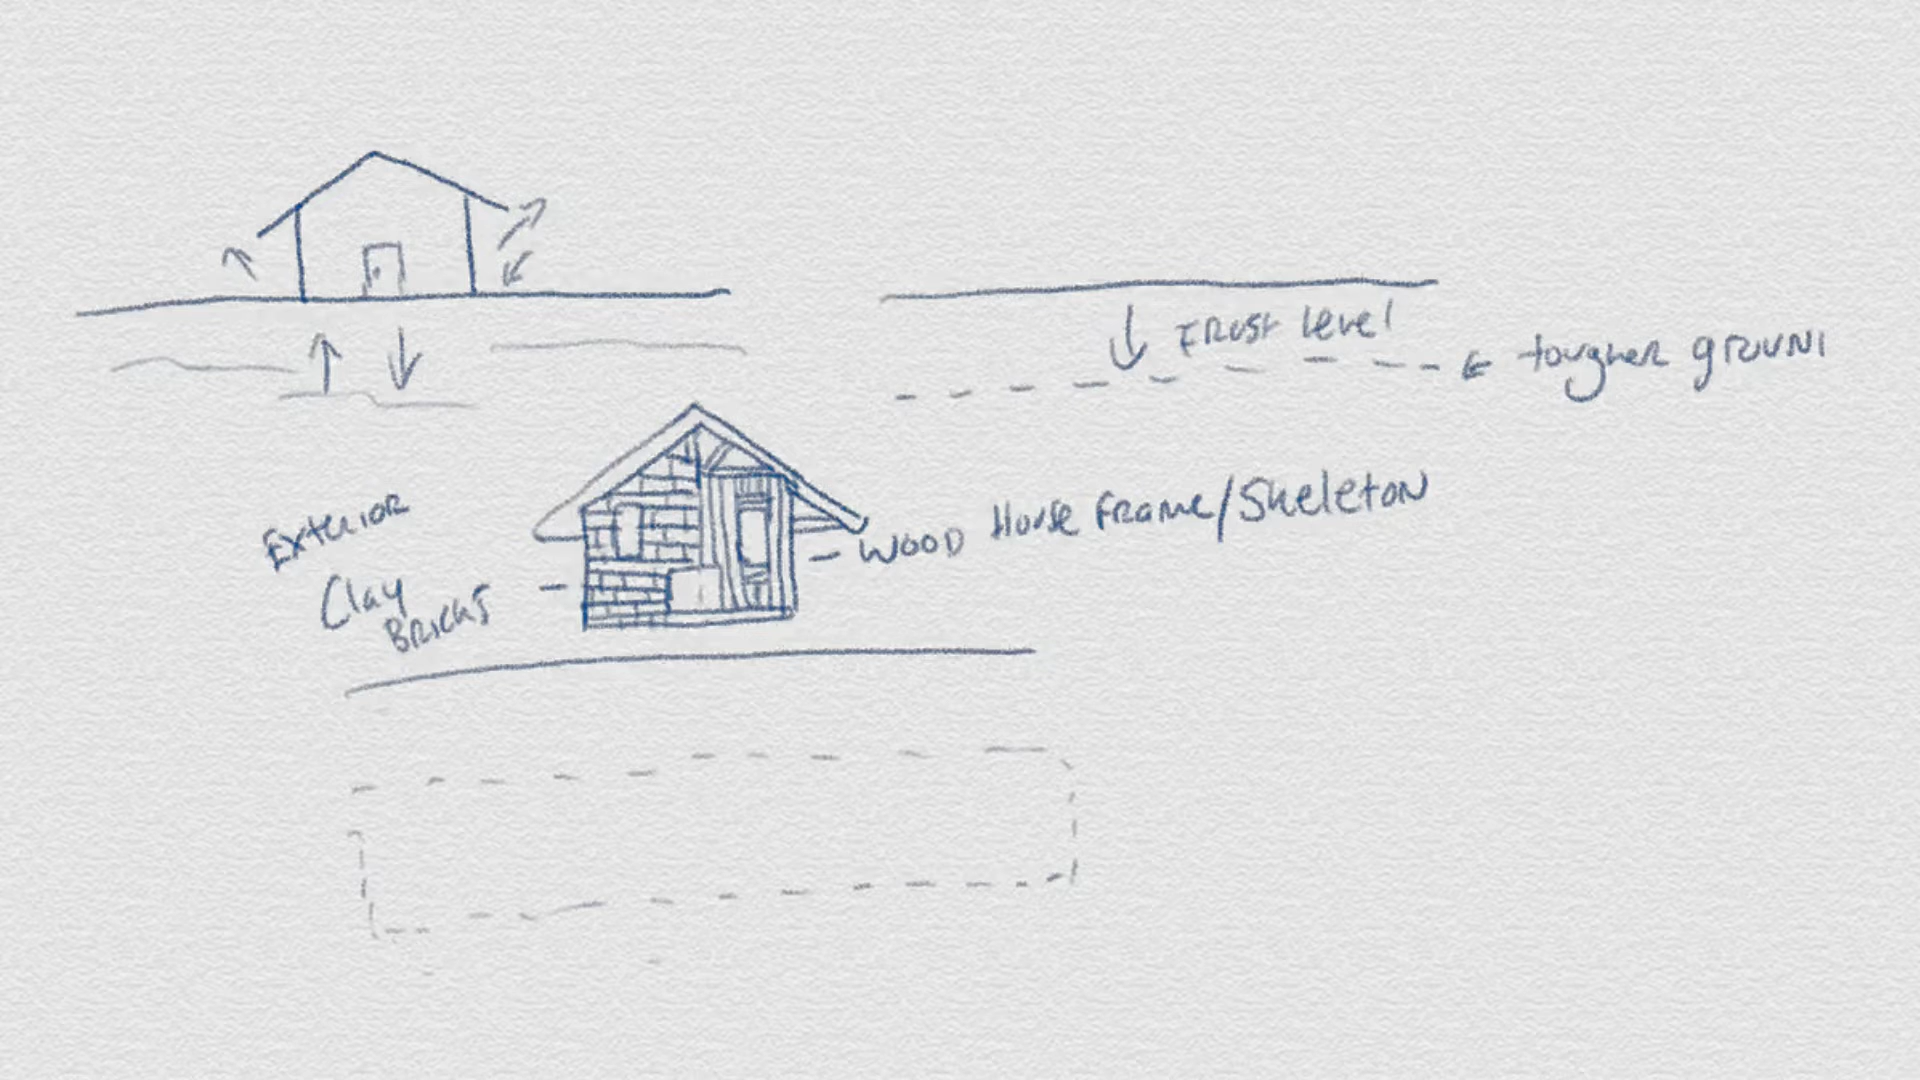 FROST level
tougher grOUN
Exterior
Clay
Bricks
WOOD House Frame/SkeletoN